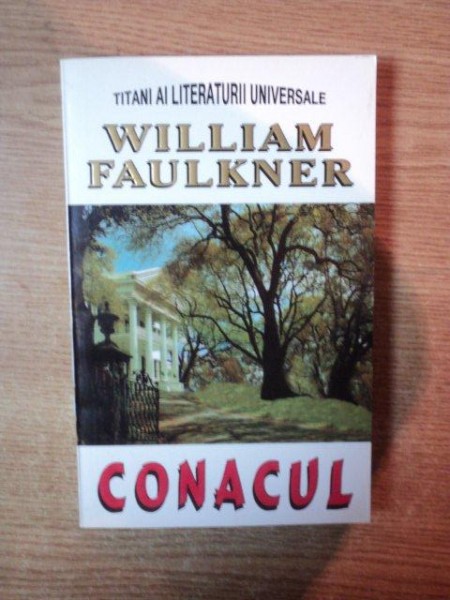 TITANI AI LITERATURII UNIVERSALE
WILLIAM
FAULKNER
CONACUL